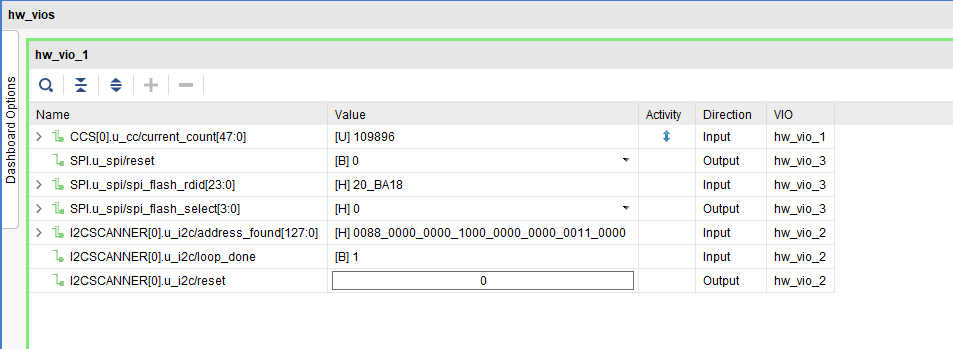 hw_vios
Dashboard Options
hw_vio_1
Name Value Activity Direction VIO
CCS[0].u_cc/current_count[47:0] [U] 109896 Input hw_vio_1
SPI.u_spi/reset [B] 0 Output hw_vio_3
SPI.u_spi/spi_flash_rdid[23:0] [H] 20_BA18 Input hw_vio_3
SPI.u_spi/spi_flash_select[3:0] [H] 0 Output hw_vio_3
I2CSCANNER[0].u_i2c/address_found[127:0] [H] 0088_0000_0000_1000_0000_0000_0011_0000 Input hw_vio_2
I2CSCANNER[0].u_i2c/loop_done [B] 1 Input hw_vio_2
I2CSCANNER[0].u_i2c/reset 0 Output hw_vio_2